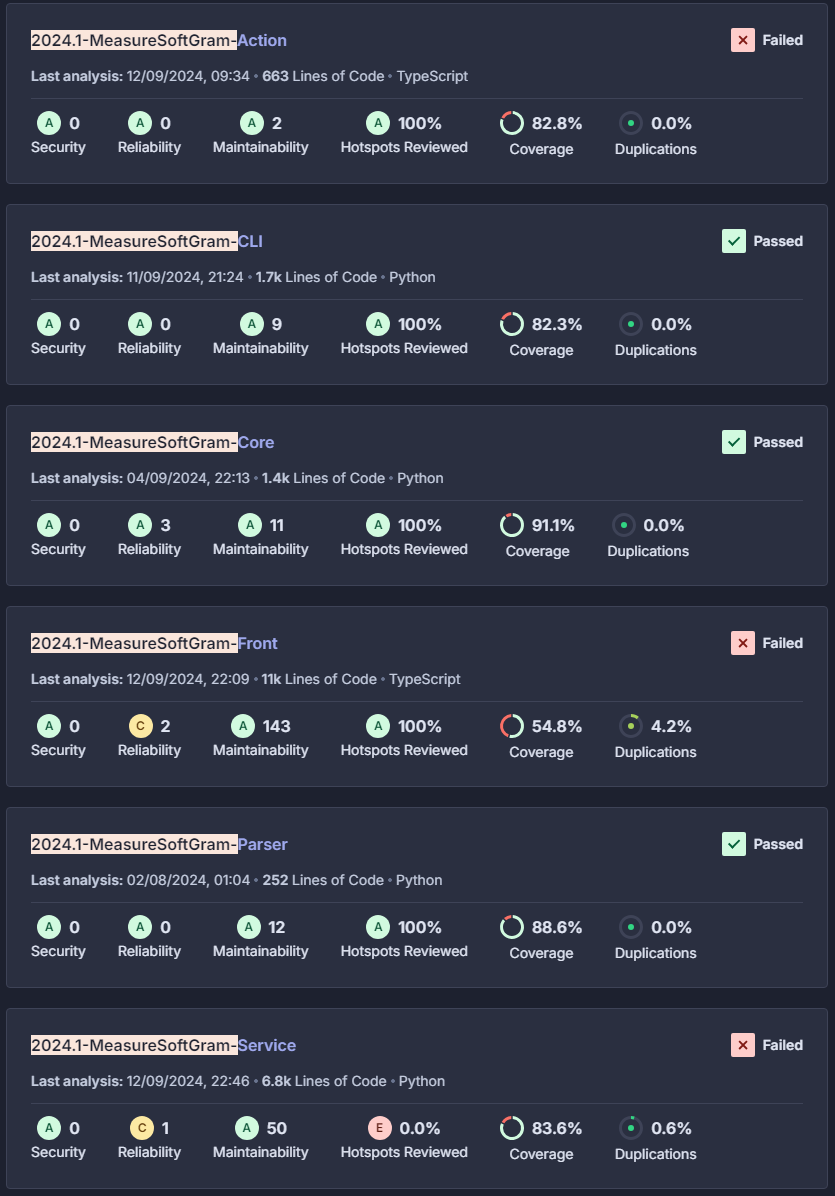 2024.1-MeasureSoftGram-Action Failed
Last analysis: 12/09/2024, 09:34 • 663 Lines of Code • TypeScript
A 0 A 0 A 2 A 100% 82.8% 0.0%
Security Reliability Maintainability Hotspots Reviewed Coverage Duplications
2024.1-MeasureSoftGram-CLI Passed
Last analysis: 11/09/2024, 21:24 • 1.7k Lines of Code • Python
A 0 A 0 A 9 A 100% 82.3% 0.0%
Security Reliability Maintainability Hotspots Reviewed Coverage Duplications
2024.1-MeasureSoftGram-Core Passed
Last analysis: 04/09/2024, 22:13 • 1.4k Lines of Code • Python
A 0 A 3 A 11 A 100% 91.1% 0.0%
Security Reliability Maintainability Hotspots Reviewed Coverage Duplications
2024.1-MeasureSoftGram-Front Failed
Last analysis: 12/09/2024, 22:09 • 11k Lines of Code • TypeScript
A 0 C 2 A 143 A 100% 54.8% 4.2%
Security Reliability Maintainability Hotspots Reviewed Coverage Duplications
2024.1-MeasureSoftGram-Parser Passed
Last analysis: 02/08/2024, 01:04 • 252 Lines of Code • Python
A 0 A 0 A 12 A 100% 88.6% 0.0%
Security Reliability Maintainability Hotspots Reviewed Coverage Duplications
2024.1-MeasureSoftGram-Service Failed
Last analysis: 12/09/2024, 22:46 • 6.8k Lines of Code • Python
A 0 C 1 A 50 E 0.0% 83.6% 0.6%
Security Reliability Maintainability Hotspots Reviewed Coverage Duplications